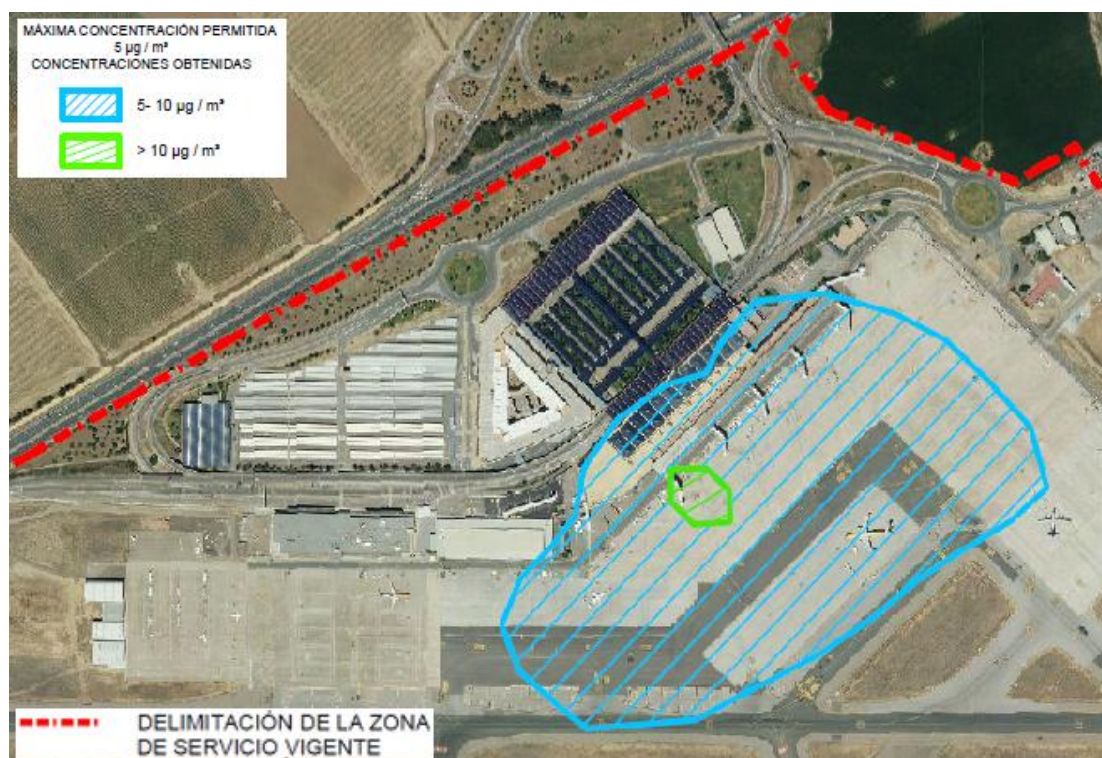 MÁXIMA CONCENTRACIÓN PERMITIDA
5 µg / m³
CONCENTRACIONES OBTENIDAS
5- 10 µg / m³
> 10 µg / m³
DELIMITACIÓN DE LA ZONA
DE SERVICIO VIGENTE